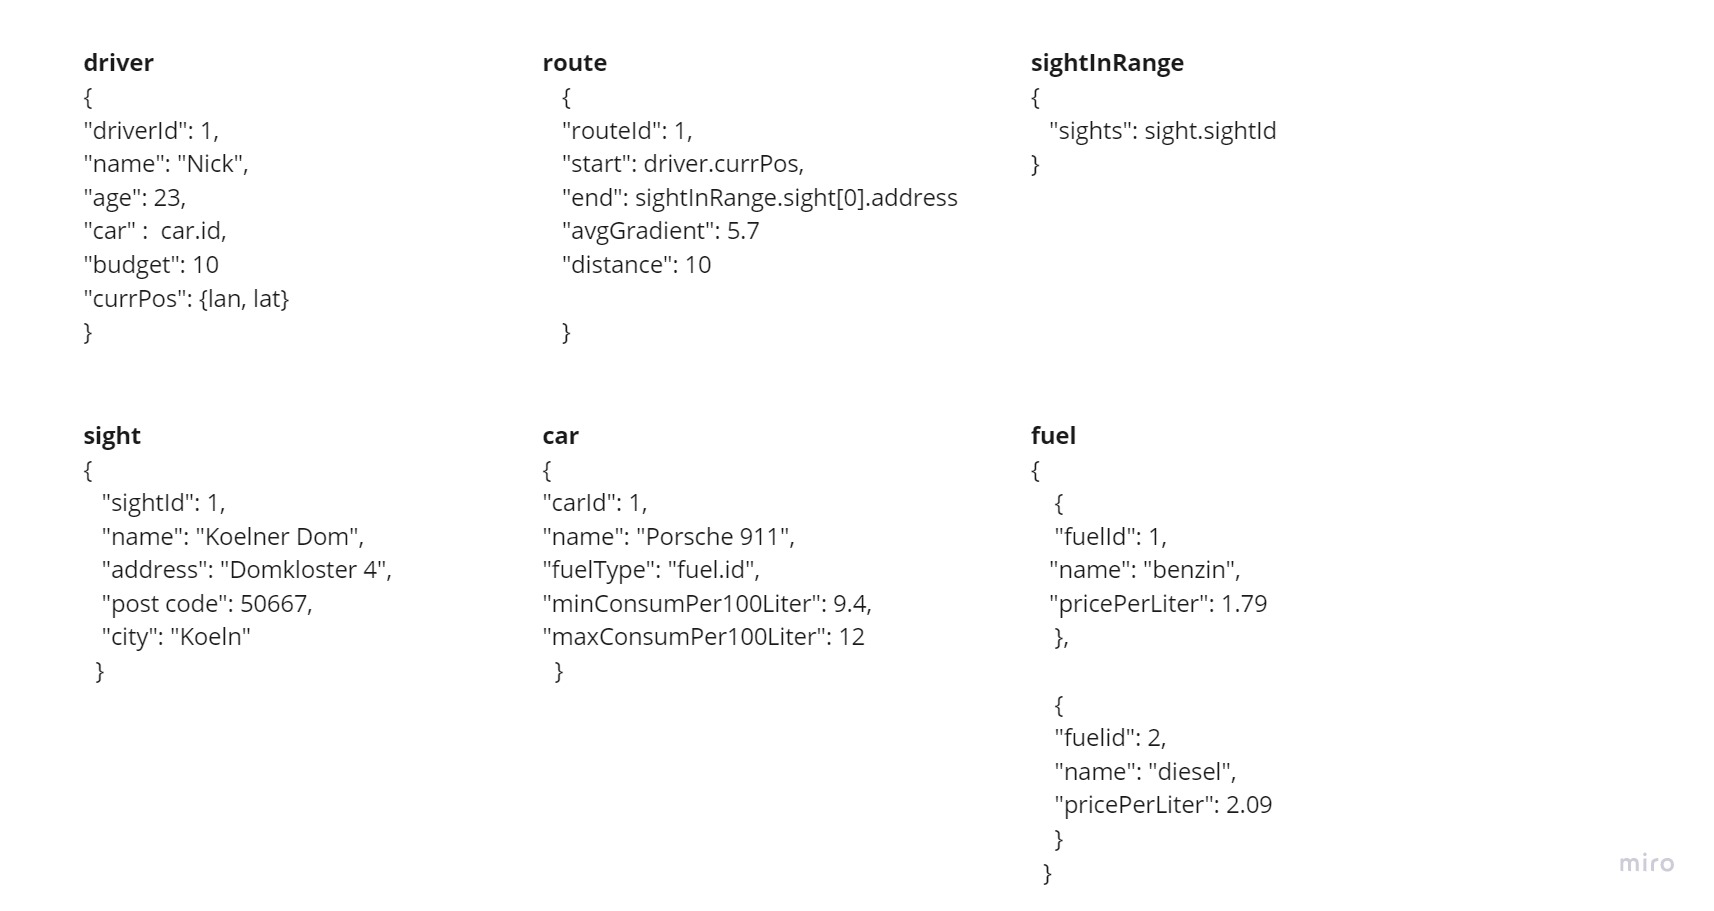 driver
{
"driverId": 1,
"name": "Nick",
"age": 23,
"car" :  car.id,
"budget": 10
"currPos": {lan, lat}
}
route
{
"routeId": 1,
"start": driver.currPos,
"end": sightInRange.sight[0].address
"avgGradient": 5.7
"distance": 10
}
sightInRange
{
"sights": sight.sightId
}
sight
{
"sightId": 1,
"name": "Koelner Dom",
"address": "Domkloster 4",
"post code": 50667,
"city": "Koeln"
}
car
{
"carId": 1,
"name": "Porsche 911",
"fuelType": "fuel.id",
"minConsumPer100Liter": 9.4,
"maxConsumPer100Liter": 12
}
fuel
{
{
"fuelId": 1,
"name": "benzin",
"pricePerLiter": 1.79
},
{
"fuelid": 2,
"name": "diesel",
"pricePerLiter": 2.09
}
}
miro